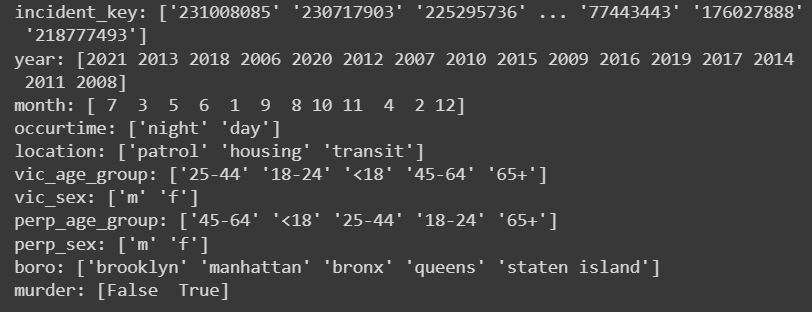 incident_key: ['231008085' '230717903' '225295736' ... '77443443' '176027888'
'218777493']
year: [2021 2013 2018 2006 2020 2012 2007 2010 2015 2009 2016 2019 2017 2014
2011 2008]
month: [ 7  3  5  6  1  9  8 10 11  4  2 12]
occurtime: ['night' 'day']
location: ['patrol' 'housing' 'transit']
vic_age_group: ['25-44' '18-24' '<18' '45-64' '65+']
vic_sex: ['m' 'f']
perp_age_group: ['45-64' '<18' '25-44' '18-24' '65+']
perp_sex: ['m' 'f']
boro: ['brooklyn' 'manhattan' 'bronx' 'queens' 'staten island']
murder: [False  True]